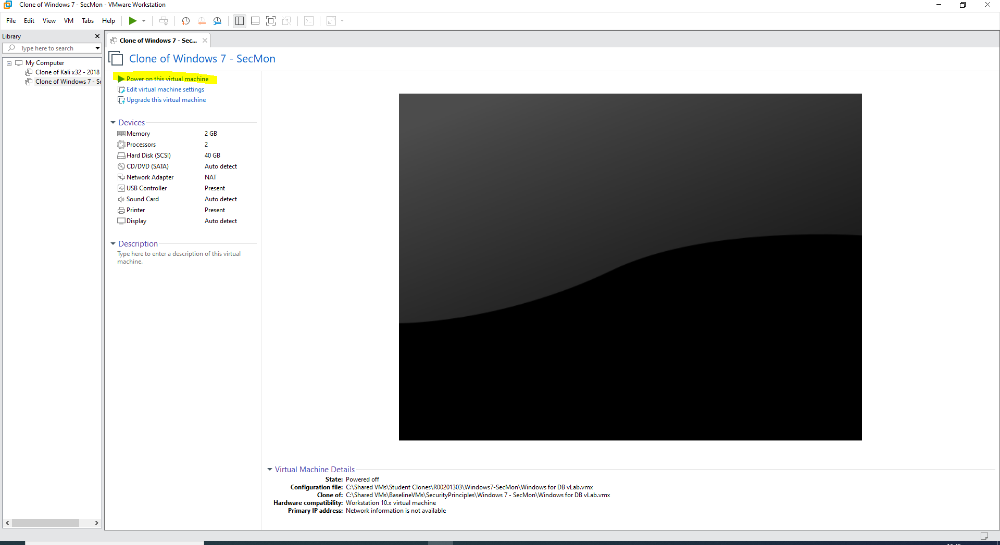 Clone of Windows 7 - SecMon - VMware Workstation
File Edit View VM Tabs Help
Library
Type here to search
My Computer
Clone of Kali x32 - 2018
Clone of Windows 7 - Se
Clone of Windows 7 - Sec...
Clone of Windows 7 - SecMon
Power on this virtual machine
Edit virtual machine settings
Upgrade this virtual machine
Devices
Memory 2 GB
Processors 2
Hard Disk (SCSI) 40 GB
CD/DVD (SATA) Auto detect
Network Adapter NAT
USB Controller Present
Sound Card Auto detect
Printer Present
Display Auto detect
Description
Type here to enter a description of this virtual
machine.
Virtual Machine Details
State: Powered off
Configuration file: C:\Shared VMs\Student Clones\R00201303\Windows7-SecMon\Windows for DB vLab.vmx
Clone of: C:\Shared VMs\BaselineVMs\SecurityPrinciples\Windows 7 - SecMon\Windows for DB vLab.vmx
Hardware compatibility: Workstation 10.x virtual machine
Primary IP address: Network information is not available